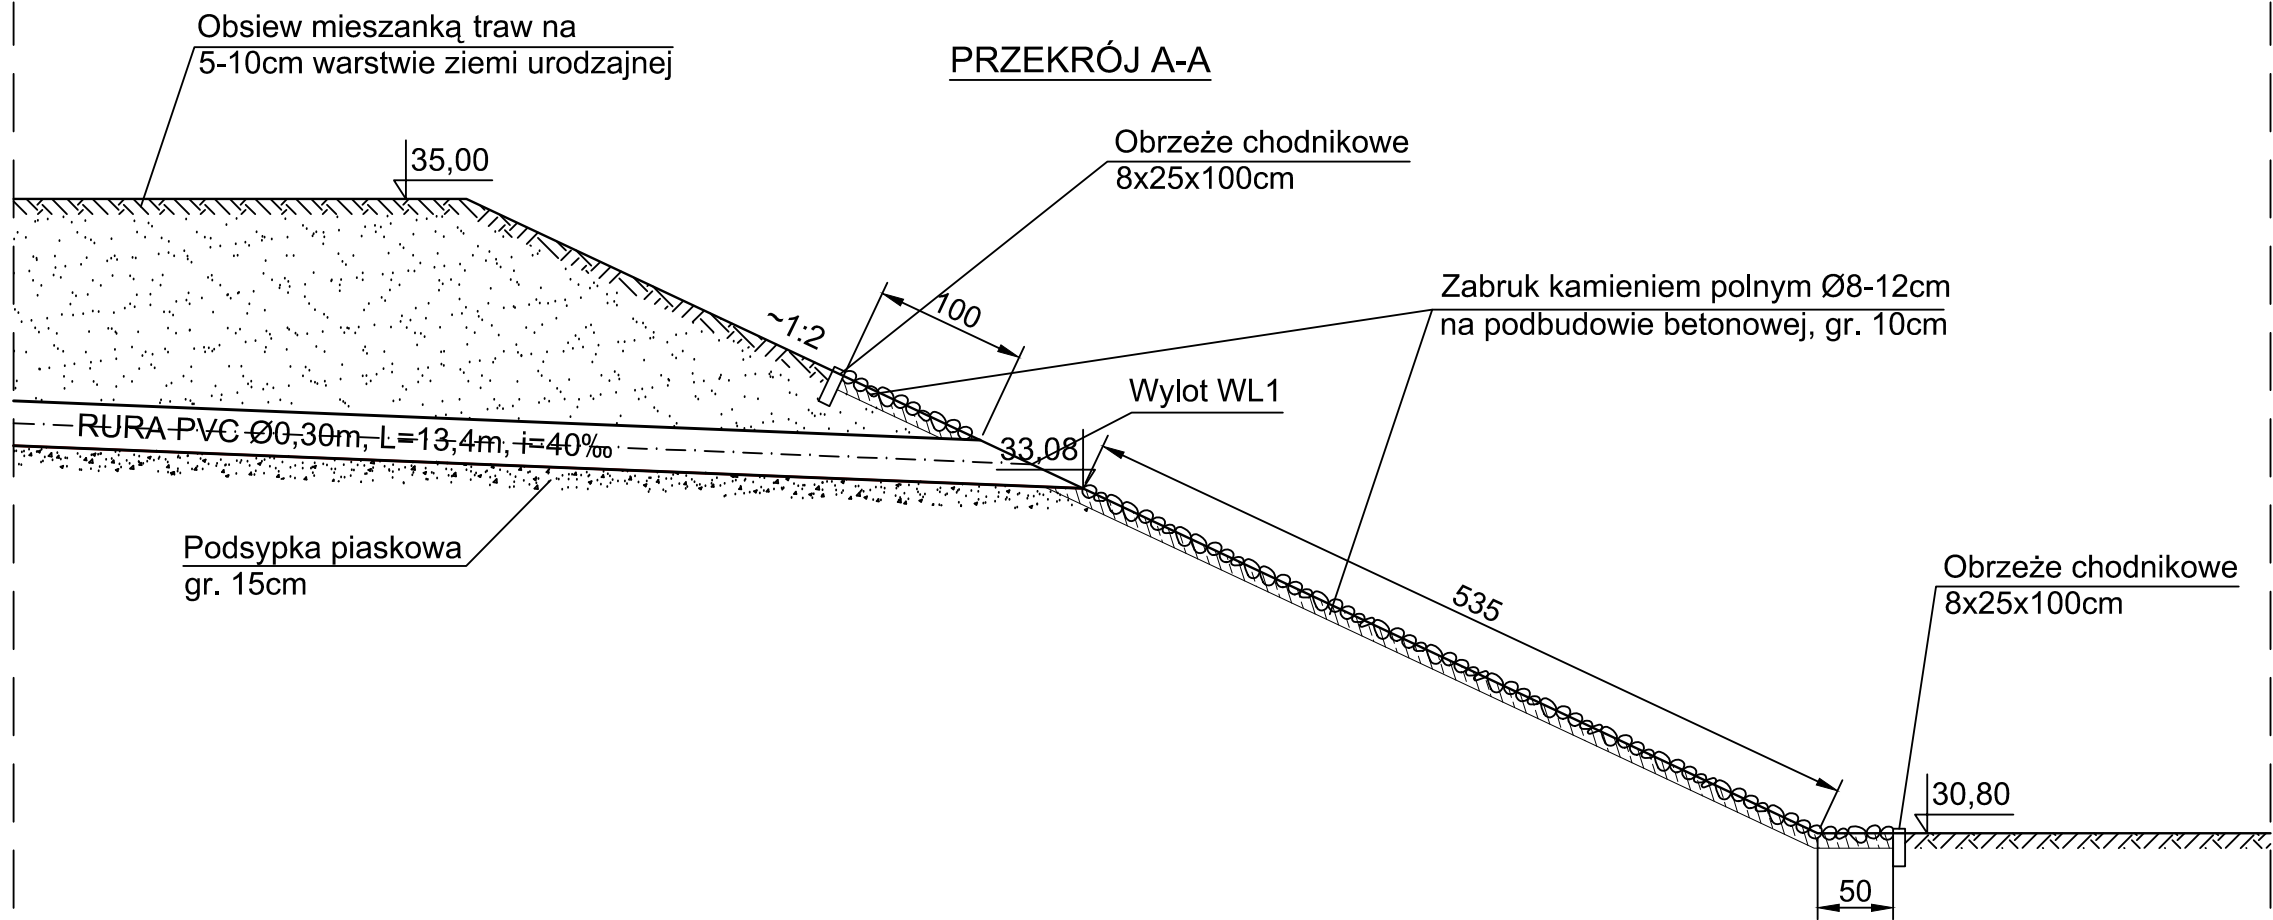 Obsiew mieszanką traw na
5-10cm warstwie ziemi urodzajnej
PRZEKRÓJ A-A
35,00
Obrzeże chodnikowe
8x25x100cm
~1:2
100
Zabruk kamieniem polnym Ø8-12cm
na podbudowie betonowej, gr. 10cm
Wylot WL1
RURA PVC Ø0,30m, L=13,4m, i=40‰
33,08
Podsypka piaskowa
gr. 15cm
535
Obrzeże chodnikowe
8x25x100cm
30,80
50